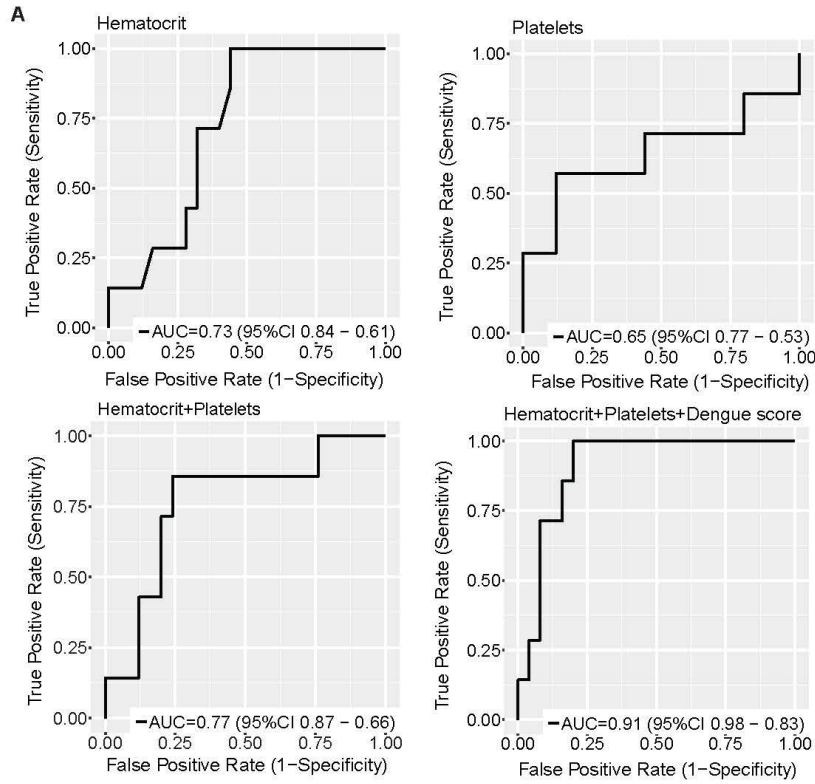 A
Hematocrit
True Positive Rate (Sensitivity)
1.00
0.75
0.50
0.25
0.00
AUC=0.73 (95%CI 0.84 − 0.61)
0.00 0.25 0.50 0.75 1.00
False Positive Rate (1−Specificity)
Platelets
True Positive Rate (Sensitivity)
1.00
0.75
0.50
0.25
0.00
AUC=0.65 (95%CI 0.77 − 0.53)
0.00 0.25 0.50 0.75 1.00
False Positive Rate (1−Specificity)
Hematocrit+Platelets
True Positive Rate (Sensitivity)
1.00
0.75
0.50
0.25
0.00
AUC=0.77 (95%CI 0.87 − 0.66)
0.00 0.25 0.50 0.75 1.00
False Positive Rate (1−Specificity)
Hematocrit+Platelets+Dengue score
True Positive Rate (Sensitivity)
1.00
0.75
0.50
0.25
0.00
AUC=0.91 (95%CI 0.98 − 0.83)
0.00 0.25 0.50 0.75 1.00
False Positive Rate (1−Specificity)